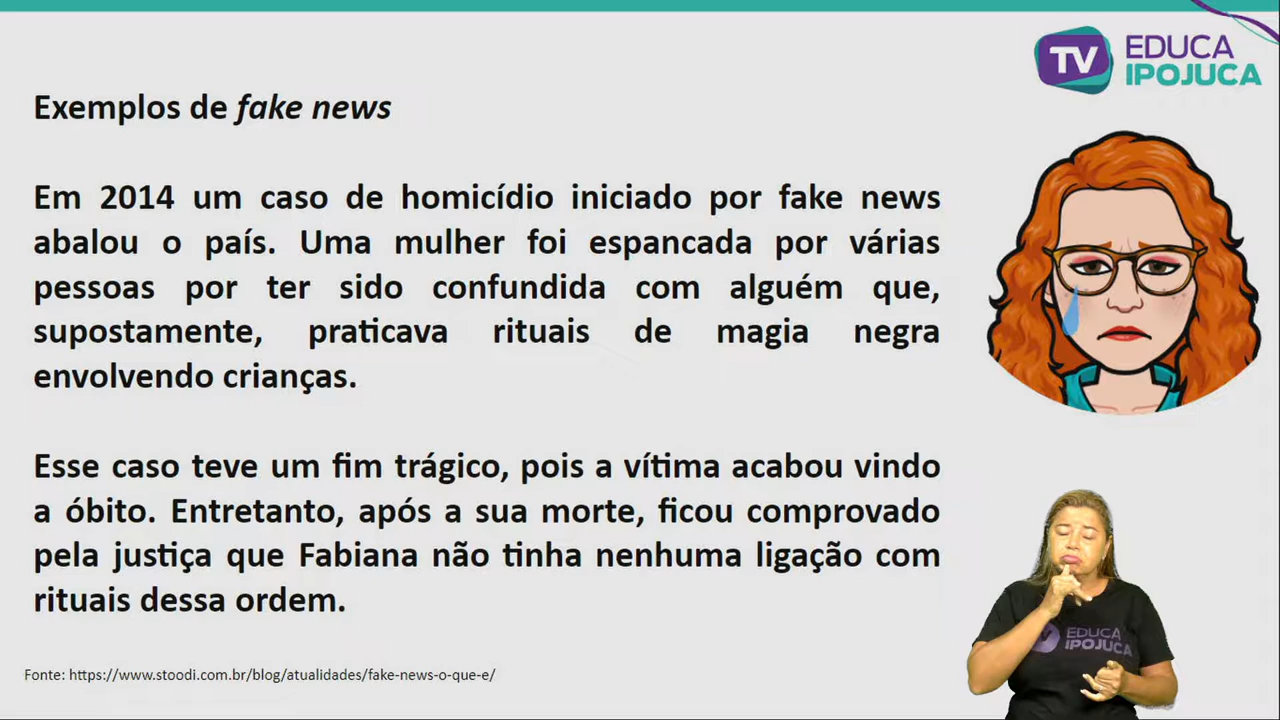 TV EDUCA
IPOJUCA
Exemplos de fake news
Em 2014 um caso de homicídio iniciado por fake news
abalou o país. Uma mulher foi espancada por várias
pessoas por ter sido confundida com alguém que,
supostamente, praticava rituais de magia negra
envolvendo crianças.
Esse caso teve um fim trágico, pois a vítima acabou vindo
a óbito. Entretanto, após a sua morte, ficou comprovado
pela justiça que Fabiana não tinha nenhuma ligação com
rituais dessa ordem.
EDUCA
IPOJUCA
Fonte: https://www.stoodi.com.br/blog/atualidades/fake-news-o-que-e/